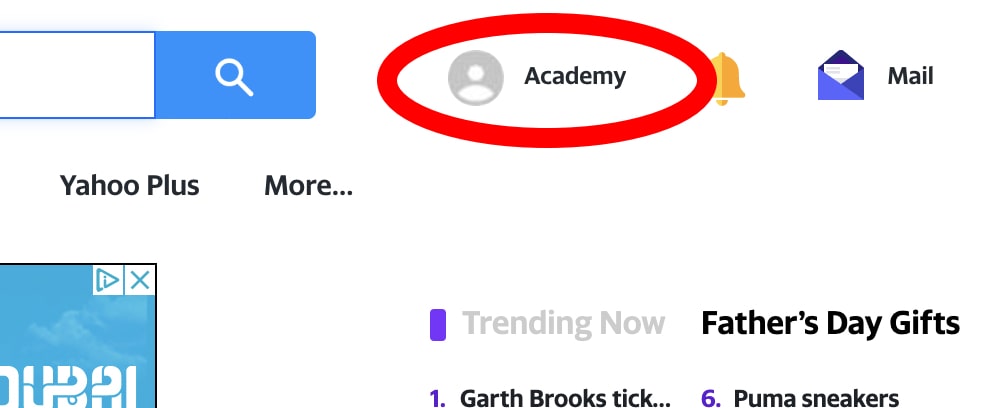 Academy
Mail
Yahoo Plus More...
Trending Now Father's Day Gifts
DUBAI
1. Garth Brooks tick... 6. Puma sneakers